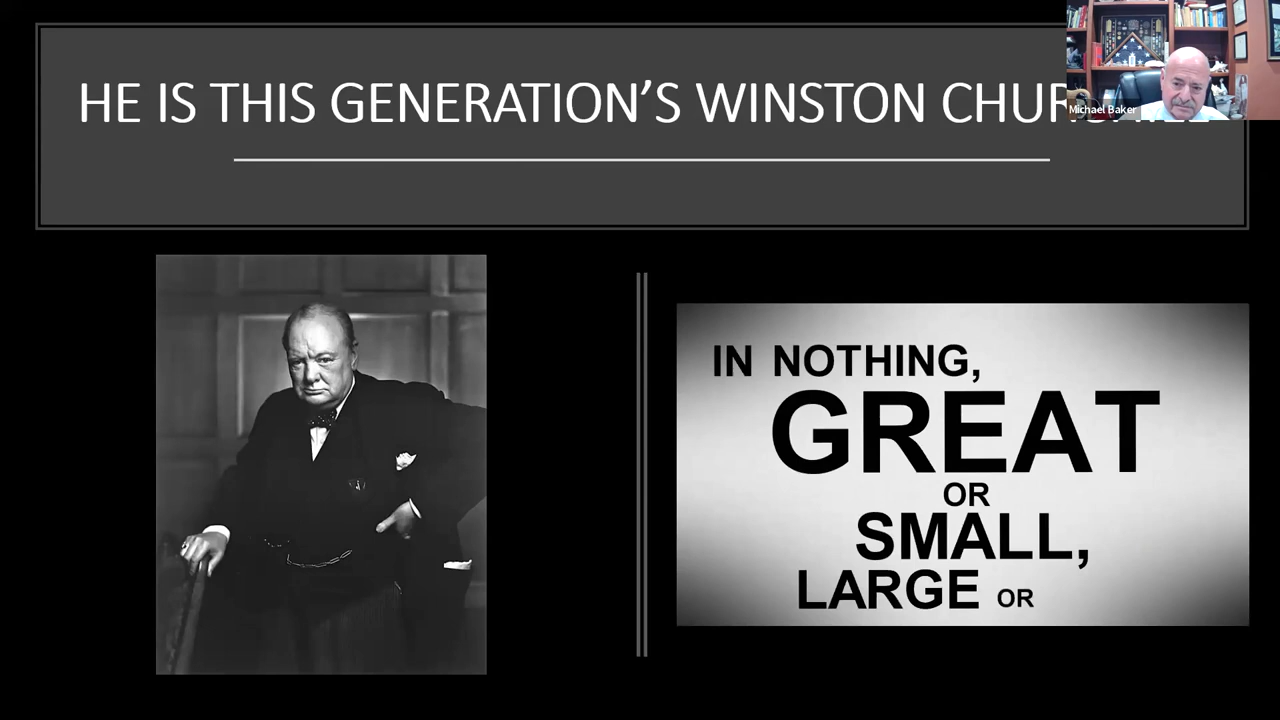 HE IS THIS GENERATION’S WINSTON
Michael Baker
IN NOTHING,
GREAT
OR
SMALL,
LARGE OR